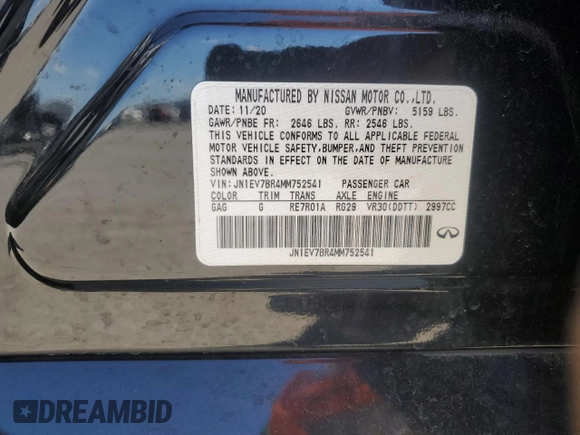 MANUFACTURED BY NISSAN MOTOR CO.,LTD.
DATE: 11/20 GVWR/PNBV: 5159 LBS.
GAWR/PNBE FR: 2646 LBS. RR: 2546 LBS.
THIS VEHICLE CONFORMS TO ALL APPLICABLE FEDERAL
MOTOR VEHICLE SAFETY,BUMPER,AND THEFT PREVENTION
STANDARDS IN EFFECT ON THE DATE OF MANUFACTURE
SHOWN ABOVE.
VIN: JN1EV7BR4MM752541 PASSENGER CAR
COLOR TRIM TRANS AXLE ENGINE
GAG G RE7R01A RG29 VR30(DDTT) 2997CC
JN1EV7BR4MM752541
DREAMBID